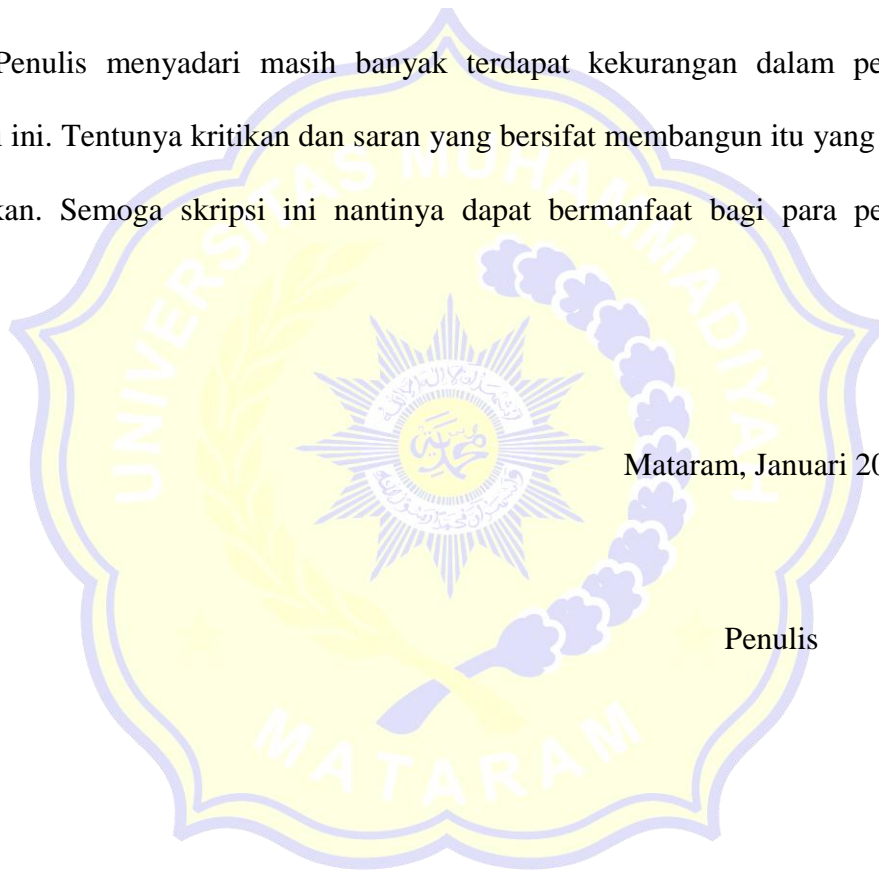 Penulis menyadari masih banyak terdapat kekurangan dalam pe
i ini. Tentunya kritikan dan saran yang bersifat membangun itu yang
kan. Semoga skripsi ini nantinya dapat bermanfaat bagi para pe
UNIVERSITAS MUHAMMADIYAH
Mataram, Januari 20
Penulis
MATARAM